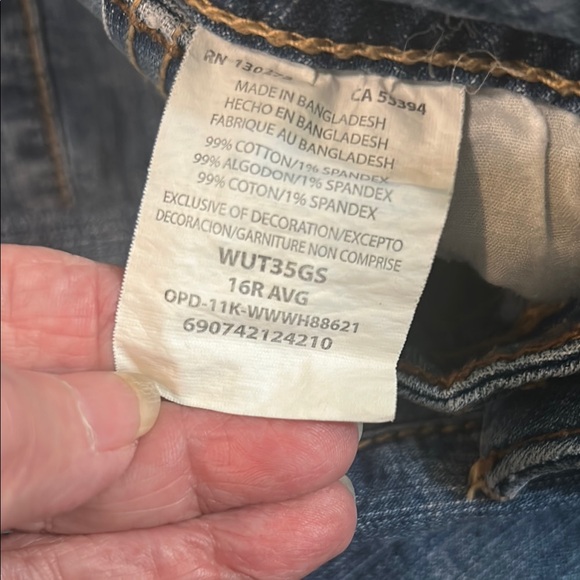 RN
CA 55394
MADE IN BANGLADESH
HECHO EN BANGLADESH
FABRIQUE AU BANGLADESH
99% COTTON/1% SPANDEX
99% ALGODON/1% SPANDEX
99% COTON/1% SPANDEX
EXCLUSIVE OF DECORATION/EXCEPTO
DECORACION/GARNITURE NON COMPRISE
WUT35GS
16R AVG
OPD-11K-WWWH88621
690742124210